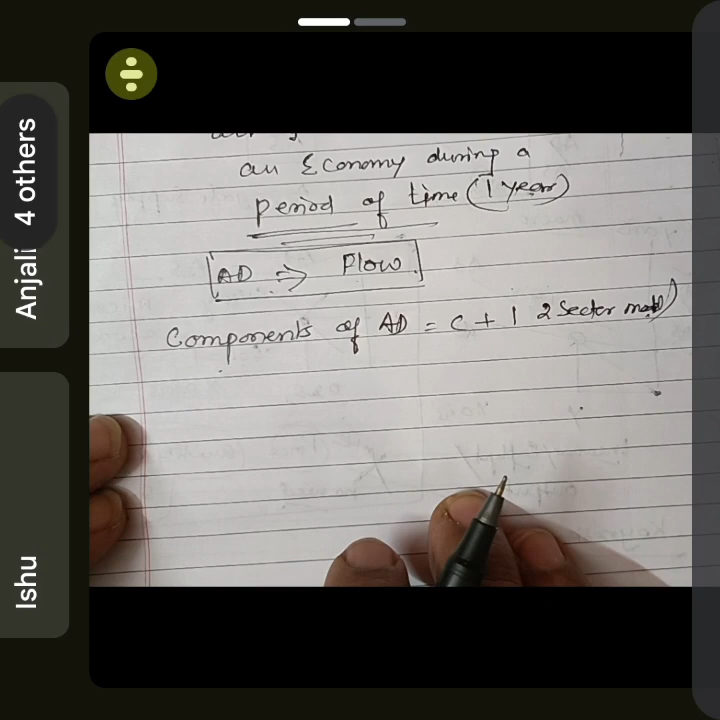 an Economy during a
period of time (1 year)
AD ⇒ Flow
Components of AD = C + I 2 Sector model)
Anjali 4 others
Ishu